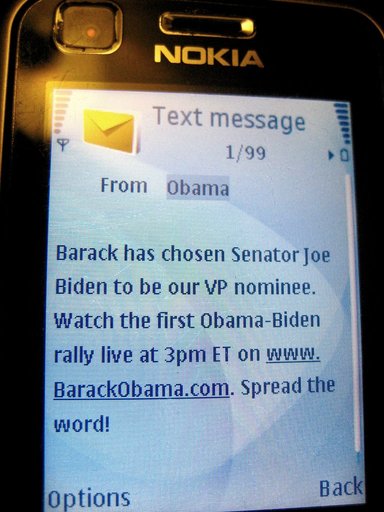 NOKIA
Text message
1/99
From Obama
Barack has chosen Senator Joe
Biden to be our VP nominee.
Watch the first Obama-Biden
rally live at 3pm ET on www.
BarackObama.com. Spread the
word!
Options Back